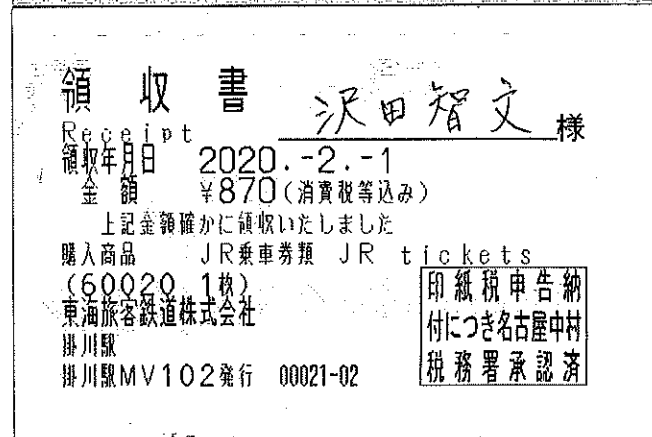 領収書 沢田智文 様
Receipt
領収年月日 2020.-2.-1
金額 ¥870(消費税等込み)
上記金額確かに領収いたしました
購入商品 JR乗車券類 JR tickets
(60020 1枚)
東海旅客鉄道株式会社
掛川駅
掛川駅MV102発行 00021-02
印紙税申告納
付につき名古屋中村
税務署承認済